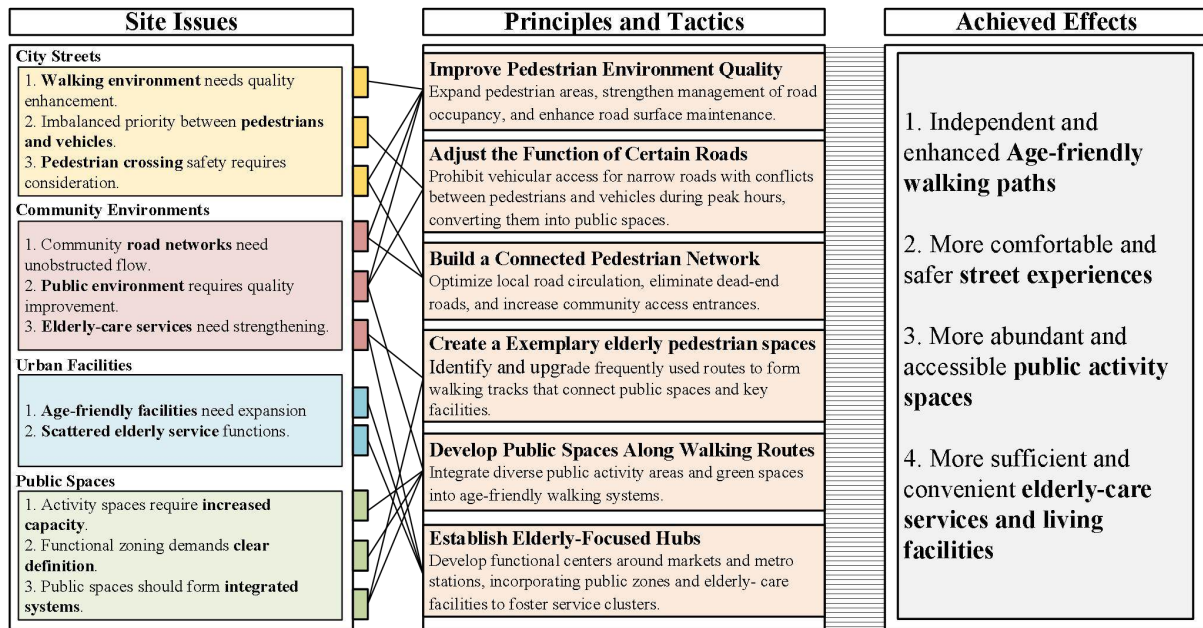 Site Issues
City Streets
1. Walking environment needs quality
enhancement.
2. Imbalanced priority between pedestrians
and vehicles.
3. Pedestrian crossing safety requires
consideration.
Community Environments
1. Community road networks need
unobstructed flow.
2. Public environment requires quality
improvement.
3. Elderly-care services need strengthening.
Urban Facilities
1. Age-friendly facilities need expansion
2. Scattered elderly service functions.
Public Spaces
1. Activity spaces require increased
capacity.
2. Functional zoning demands clear
definition.
3. Public spaces should form integrated
systems.
Principles and Tactics
Improve Pedestrian Environment Quality
Expand pedestrian areas, strengthen management of road
occupancy, and enhance road surface maintenance.
Adjust the Function of Certain Roads
Prohibit vehicular access for narrow roads with conflicts
between pedestrians and vehicles during peak hours,
converting them into public spaces.
Build a Connected Pedestrian Network
Optimize local road circulation, eliminate dead-end
roads, and increase community access entrances.
Create a Exemplary elderly pedestrian spaces
Identify and upgrade frequently used routes to form
walking tracks that connect public spaces and key
facilities.
Develop Public Spaces Along Walking Routes
Integrate diverse public activity areas and green spaces
into age-friendly walking systems.
Establish Elderly-Focused Hubs
Develop functional centers around markets and metro
stations, incorporating public zones and elderly- care
facilities to foster service clusters.
Achieved Effects
1. Independent and
enhanced Age-friendly
walking paths
2. More comfortable and
safer street experiences
3. More abundant and
accessible public activity
spaces
4. More sufficient and
convenient elderly-care
services and living
facilities